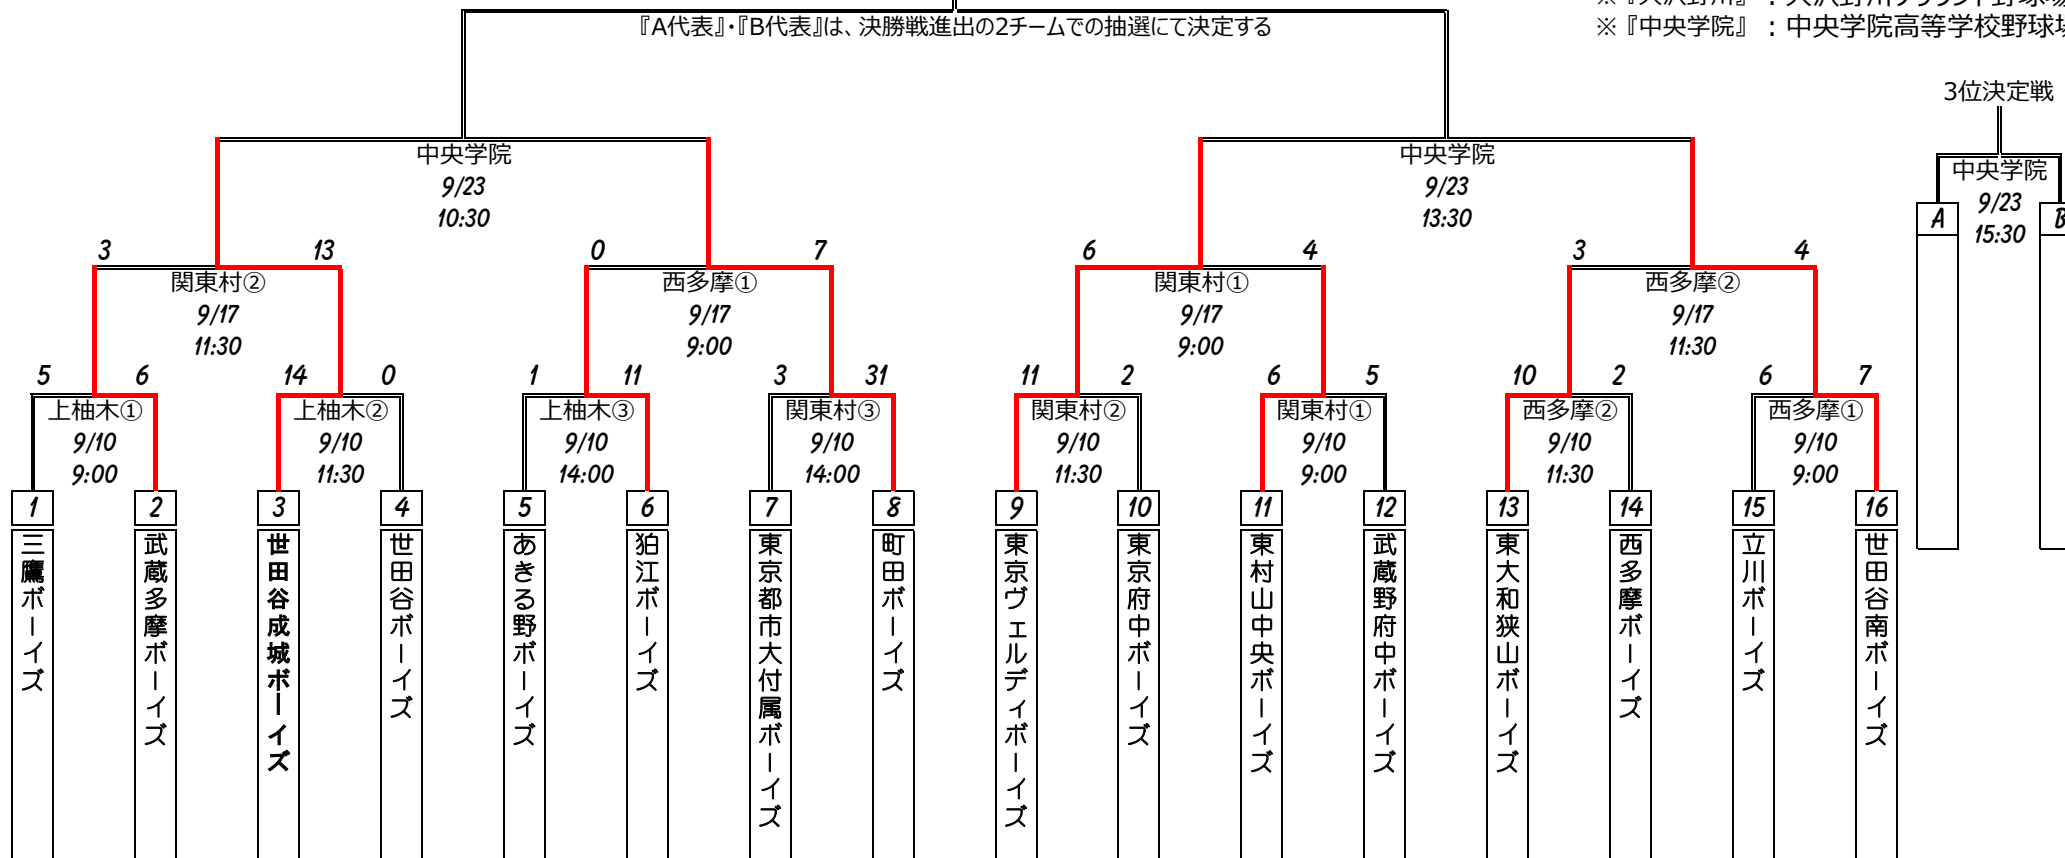 『A代表』・『B代表』は、決勝戦進出の2チームでの抽選にて決定する
※『中央学院』：中央学院高等学校野球場
3位決定戦
中央学院
9/23
10:30
中央学院
9/23
13:30
中央学院
9/23
15:30
A
B
3 13
0 7
6 4
3 4
関東村②
9/17
11:30
西多摩①
9/17
9:00
関東村①
9/17
9:00
西多摩②
9/17
11:30
5 6
14 0
1 11
3 31
11 2
6 5
10 2
6 7
上柚木①
9/10
9:00
上柚木②
9/10
11:30
上柚木③
9/10
14:00
関東村③
9/10
14:00
関東村②
9/10
11:30
関東村①
9/10
9:00
西多摩②
9/10
11:30
西多摩①
9/10
9:00
1
三鷹ボーイズ
2
武蔵多摩ボーイズ
3
世田谷成城ボーイズ
4
世田谷ボーイズ
5
あきる野ボーイズ
6
狛江ボーイズ
7
東京都市大付属ボーイズ
8
町田ボーイズ
9
東京ヴェルディボーイズ
10
東京府中ボーイズ
11
東村山中央ボーイズ
12
武蔵野府中ボーイズ
13
東大和狭山ボーイズ
14
西多摩ボーイズ
15
立川ボーイズ
16
世田谷南ボーイズ